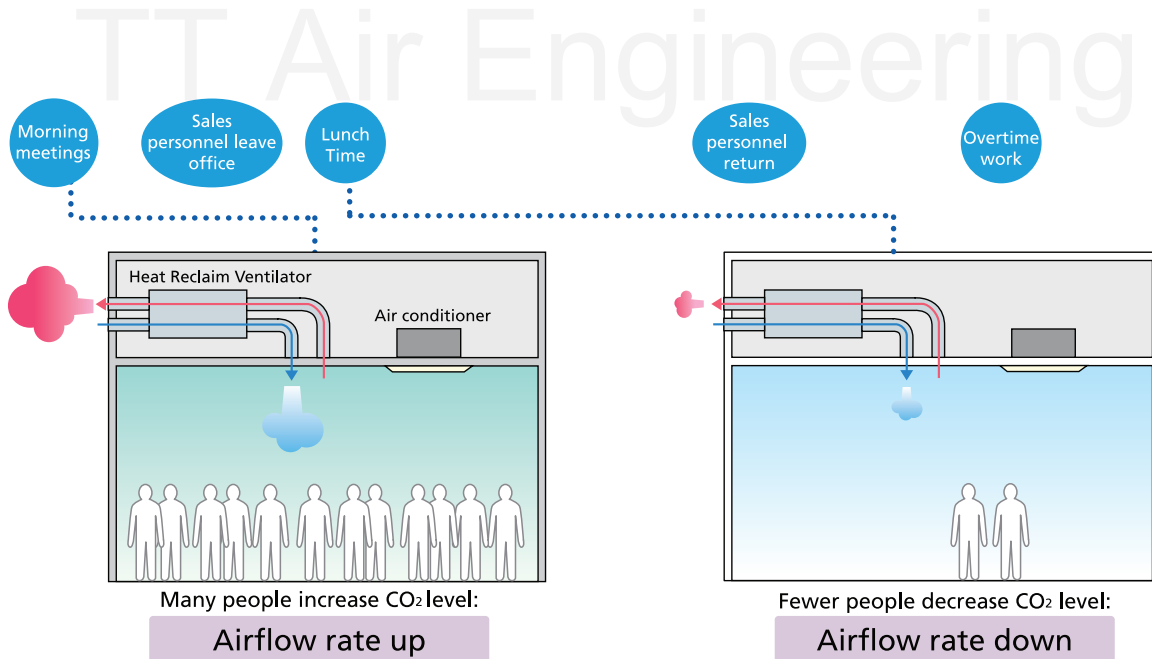 TT Air Engineering
Morning
meetings
Sales
personnel leave
office
Lunch
Time
Sales
personnel
return
Overtime
work
Heat Reclaim Ventilator
Air conditioner
Many people increase CO₂ level:
Airflow rate up
Fewer people decrease CO₂ level:
Airflow rate down